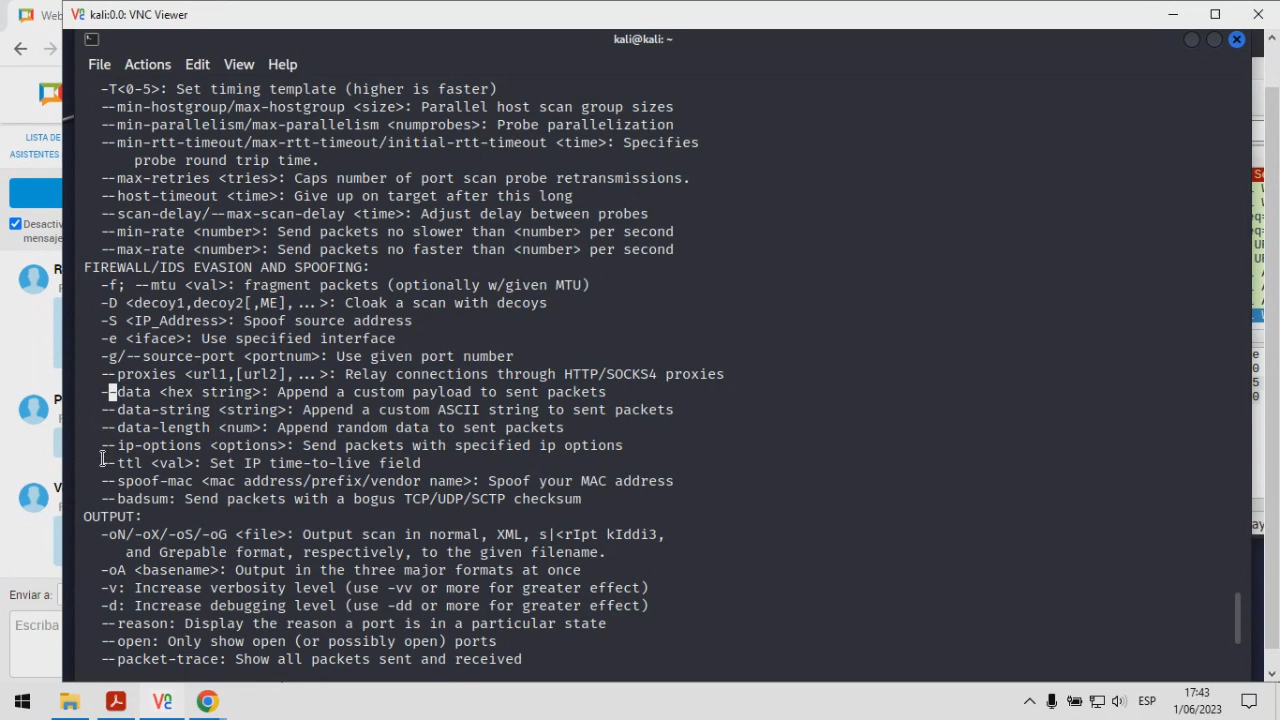 Web
kali:0.0: VNC Viewer
kali@kali: ~
File Actions Edit View Help
-T<0-5>: Set timing template (higher is faster)
--min-hostgroup/max-hostgroup <size>: Parallel host scan group sizes
--min-parallelism/max-parallelism <numprobes>: Probe parallelization
--min-rtt-timeout/max-rtt-timeout/initial-rtt-timeout <time>: Specifies
probe round trip time.
--max-retries <tries>: Caps number of port scan probe retransmissions.
--host-timeout <time>: Give up on target after this long
--scan-delay/--max-scan-delay <time>: Adjust delay between probes
--min-rate <number>: Send packets no slower than <number> per second
--max-rate <number>: Send packets no faster than <number> per second
FIREWALL/IDS EVASION AND SPOOFING:
-f; --mtu <val>: fragment packets (optionally w/given MTU)
-D <decoy1,decoy2[,ME],...>: Cloak a scan with decoys
-S <IP_Address>: Spoof source address
-e <iface>: Use specified interface
-g/--source-port <portnum>: Use given port number
--proxies <url1,[url2],...>: Relay connections through HTTP/SOCKS4 proxies
--data <hex string>: Append a custom payload to sent packets
--data-string <string>: Append a custom ASCII string to sent packets
--data-length <num>: Append random data to sent packets
--ip-options <options>: Send packets with specified ip options
--ttl <val>: Set IP time-to-live field
--spoof-mac <mac address/prefix/vendor name>: Spoof your MAC address
--badsum: Send packets with a bogus TCP/UDP/SCTP checksum
OUTPUT:
-oN/-oX/-oS/-oG <file>: Output scan in normal, XML, s|<rIpt kIddi3,
and Grepable format, respectively, to the given filename.
-oA <basename>: Output in the three major formats at once
-v: Increase verbosity level (use -vv or more for greater effect)
-d: Increase debugging level (use -dd or more for greater effect)
--reason: Display the reason a port is in a particular state
--open: Only show open (or possibly open) ports
--packet-trace: Show all packets sent and received
LISTA DE
ASISTENTES
Desactiv
mensaje
Enviar a:
Escriba
ESP
17:43
1/06/2023